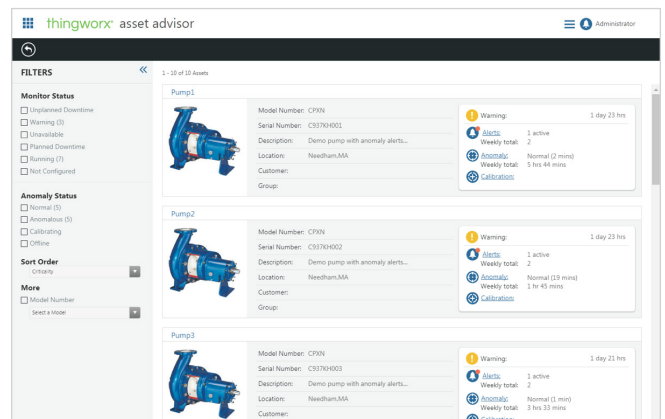 thingworx asset advisor
Administrator
FILTERS
Monitor Status
Unplanned Downtime
Warning (3)
Unavailable
Planned Downtime
Running (7)
Not Configured
Anomaly Status
Normal (5)
Anomalous (5)
Calibrating
Offline
Sort Order
Criticality
More
Model Number
Select a Model
1 - 10 of 10 Assets
Pump1
Model Number: CPXN
Serial Number: C937KH001
Description: Demo pump with anomaly alerts...
Location: Needham,MA
Customer:
Group:
Warning: 1 day 23 hrs
Alerts: 1 active
Weekly total: 2
Anomaly: Normal (2 mins)
Weekly total: 5 hrs 44 mins
Calibration:
Pump2
Model Number: CPXN
Serial Number: C937KH002
Description: Demo pump with anomaly alerts...
Location: Needham,MA
Customer:
Group:
Warning: 1 day 23 hrs
Alerts: 1 active
Weekly total: 2
Anomaly: Normal (19 mins)
Weekly total: 1 hr 45 mins
Calibration:
Pump3
Model Number: CPXN
Serial Number: C937KH003
Description: Demo pump with anomaly alerts...
Location: Needham,MA
Customer:
Warning: 1 day 21 hrs
Alerts: 1 active
Weekly total: 2
Anomaly: Normal (1 min)
Weekly total: 3 hrs 33 mins